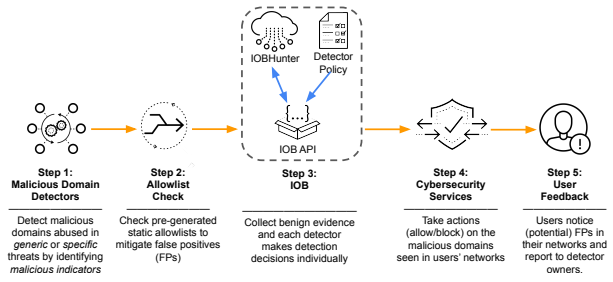 IOBHunter
Detector
Policy
{...}
IOB API
Step 1:
Malicious Domain
Detectors
Detect malicious
domains abused in
generic or specific
threats by identifying
malicious indicators
Step 2:
Allowlist
Check
Check pre-generated
static allowlists to
mitigate false positives
(FPs)
Step 3:
IOB
Collect benign evidence
and each detector
makes detection
decisions individually
Step 4:
Cybersecurity
Services
Take actions
(allow/block) on the
malicious domains
seen in users' networks
Step 5:
User
Feedback
Users notice
(potential) FPs in
their networks and
report to detector
owners.